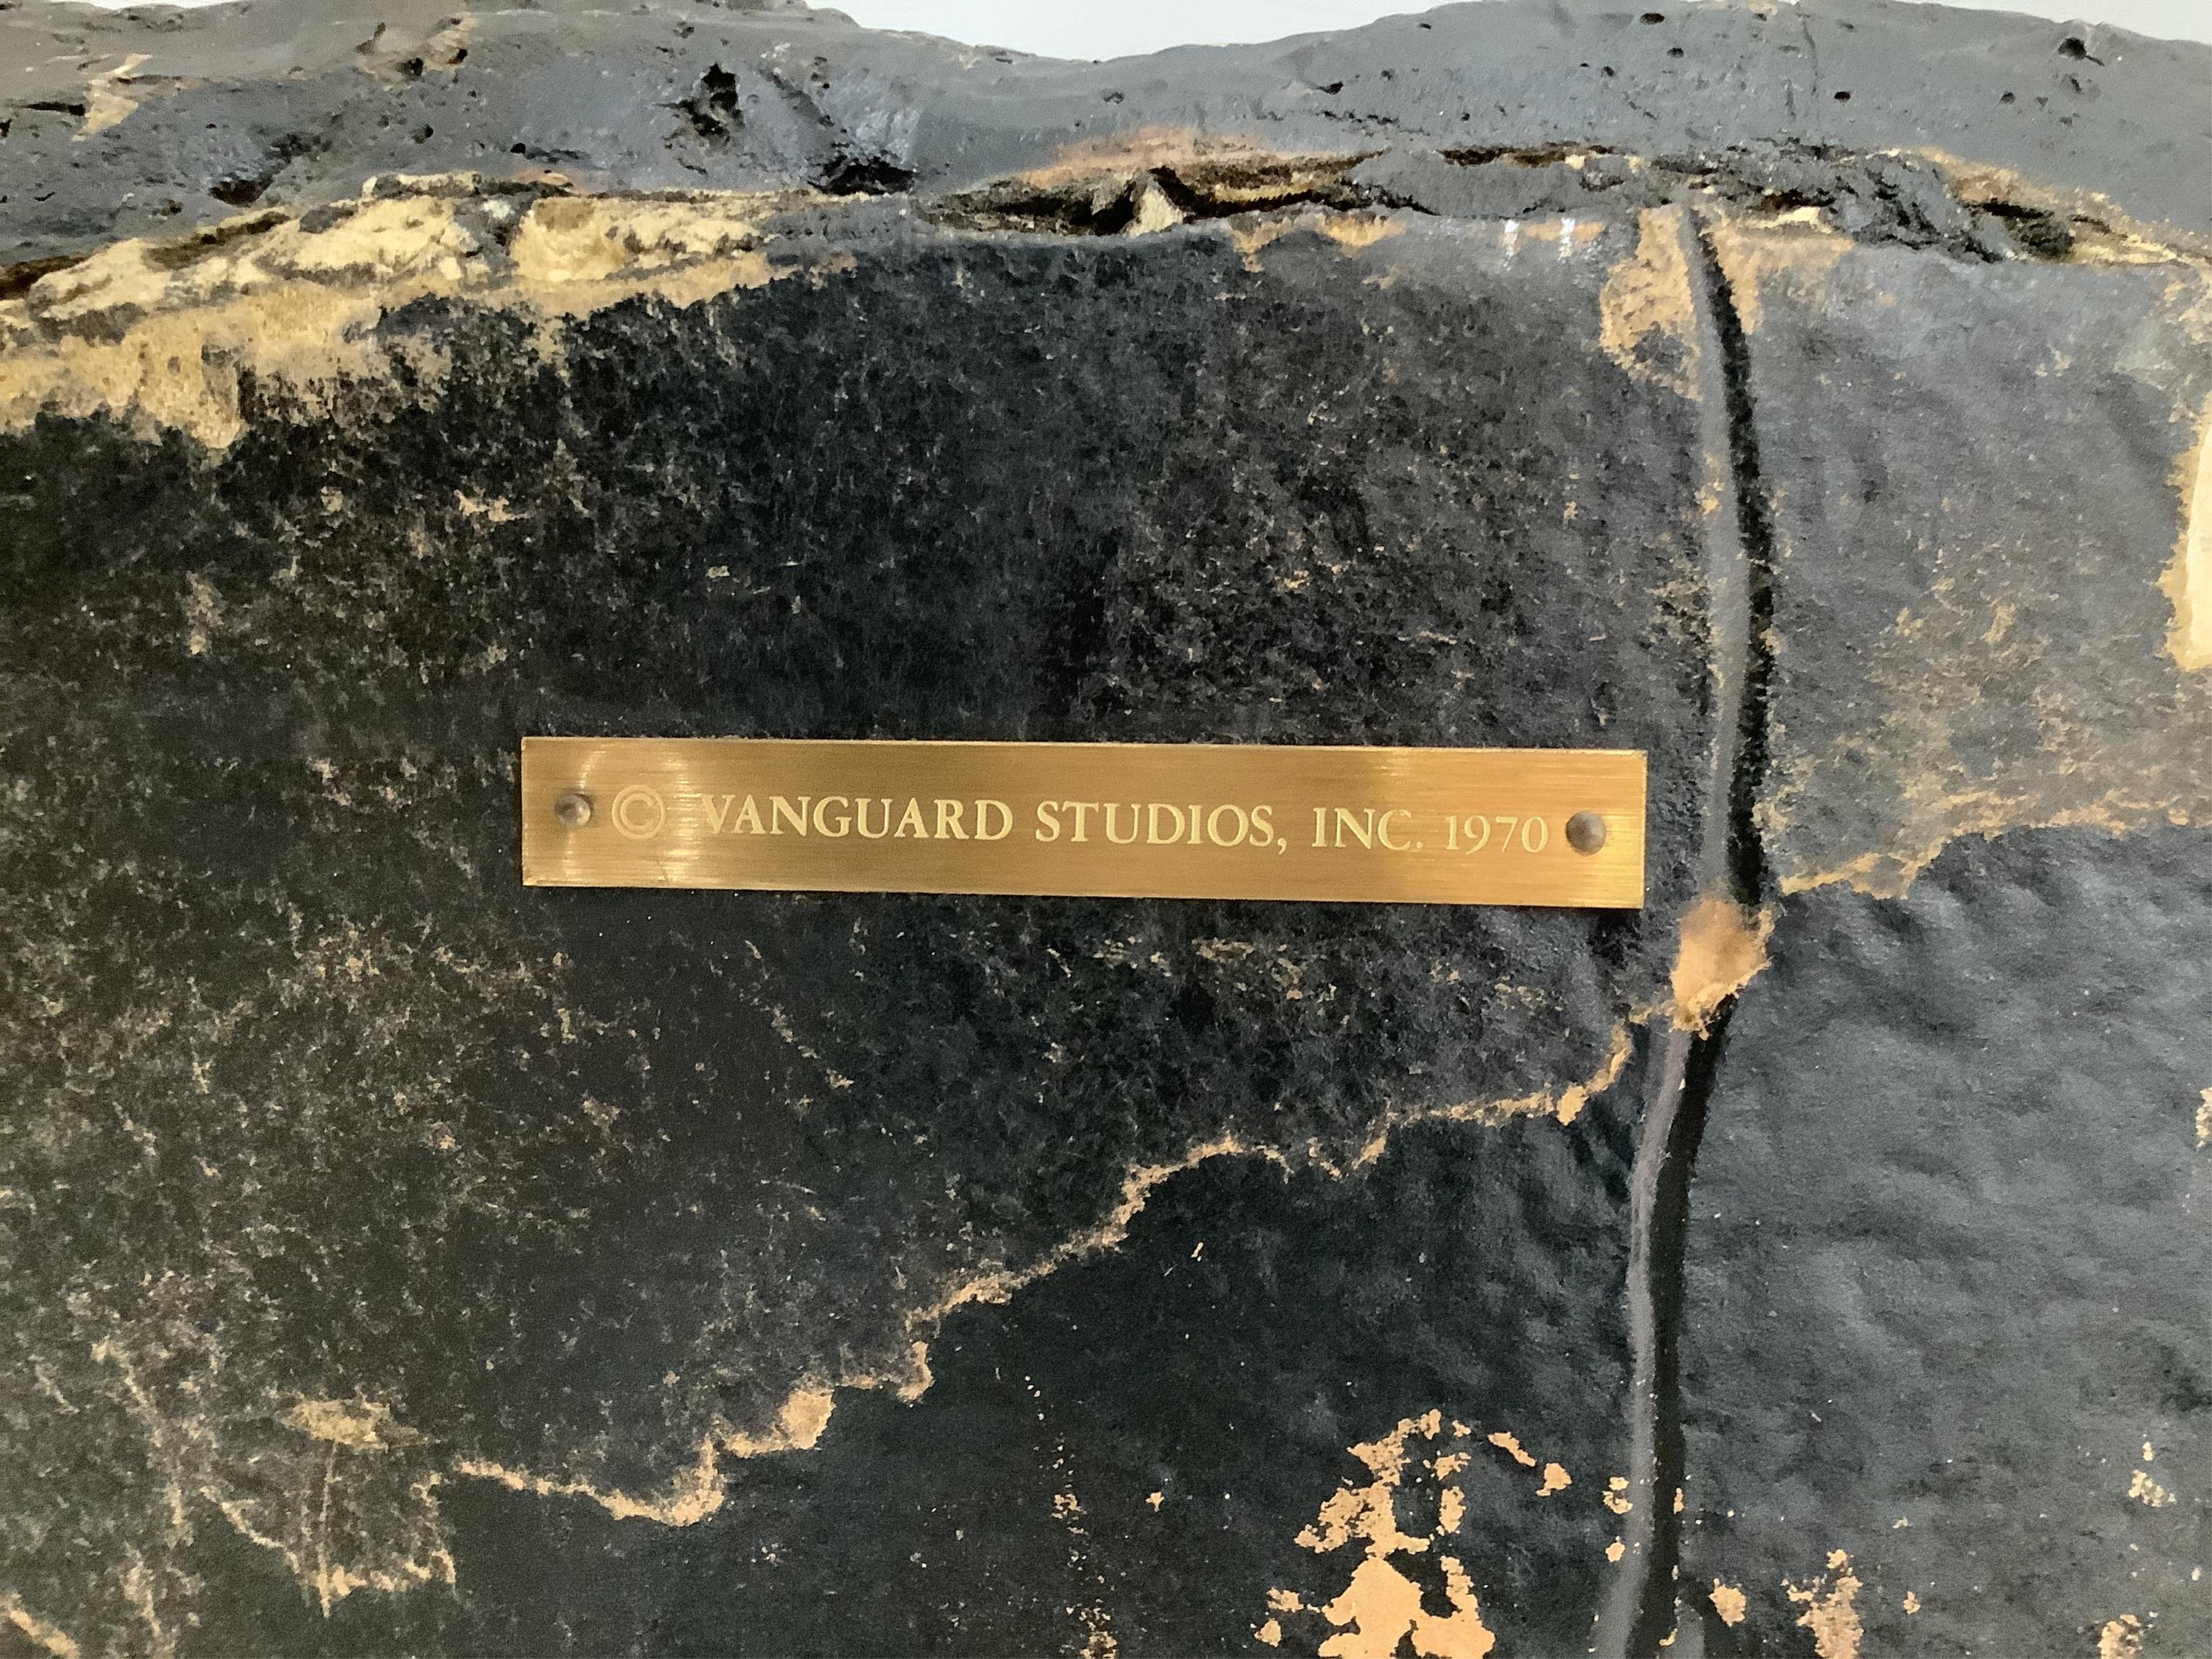 © VANGUARD STUDIOS, INC. 1970